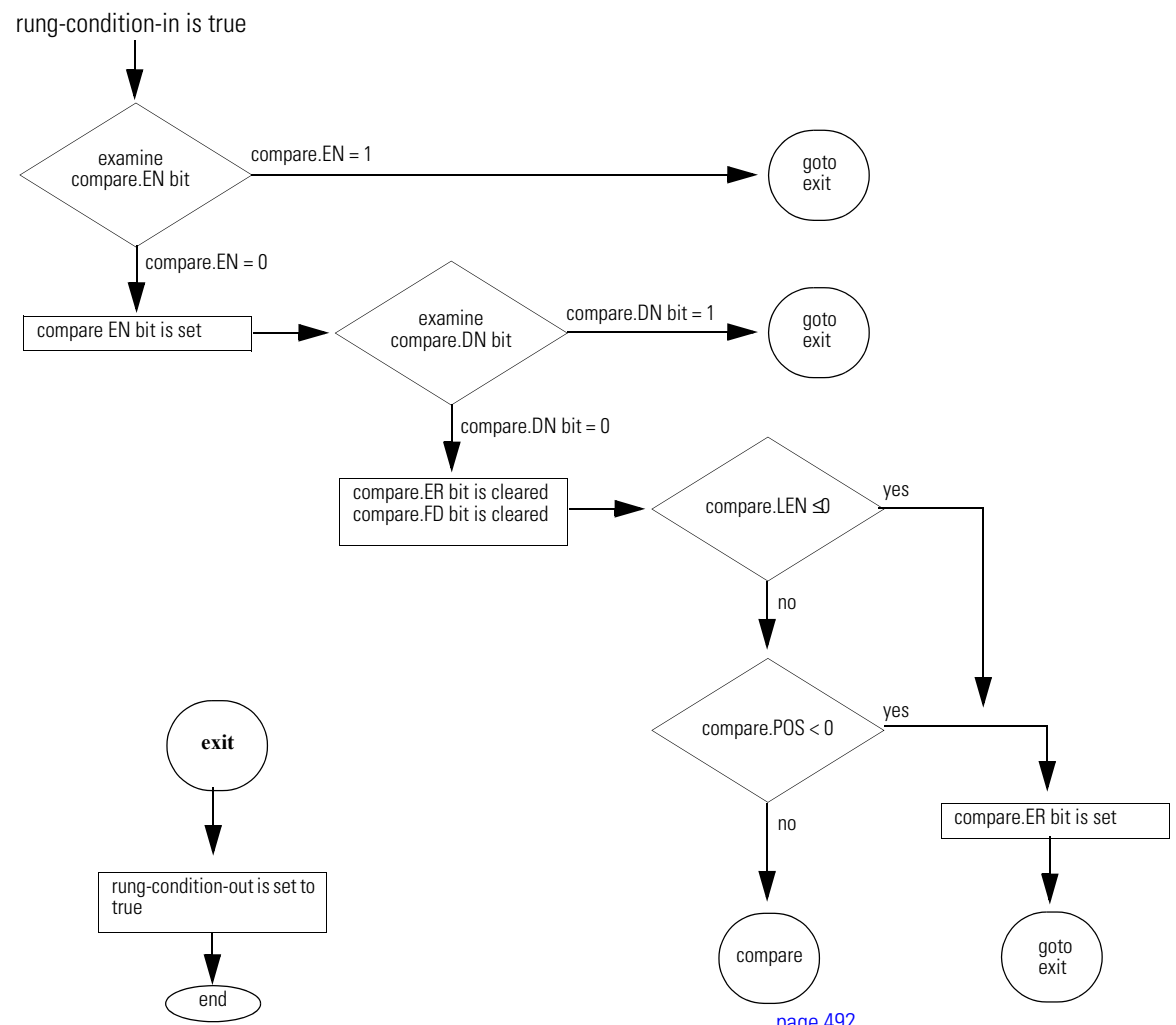 rung-condition-in is true
examine
compare.EN bit
compare.EN = 1
goto
exit
compare.EN = 0
compare EN bit is set
examine
compare.DN bit
compare.DN bit = 1
goto
exit
compare.DN bit = 0
compare.ER bit is cleared
compare.FD bit is cleared
compare.LEN ≤0
yes
no
compare.POS < 0
yes
no
compare.ER bit is set
exit
rung-condition-out is set to
true
end
compare
goto
exit
page 492